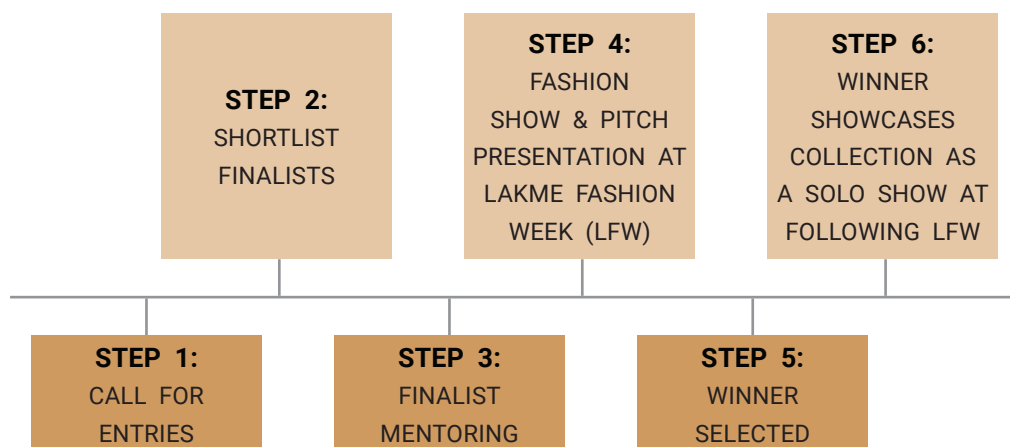 STEP 2:
SHORTLIST
FINALISTS
STEP 4:
FASHION
SHOW & PITCH
PRESENTATION AT
LAKME FASHION
WEEK (LFW)
STEP 6:
WINNER
SHOWCASES
COLLECTION AS
A SOLO SHOW AT
FOLLOWING LFW
STEP 1:
CALL FOR
ENTRIES
STEP 3:
FINALIST
MENTORING
STEP 5:
WINNER
SELECTED